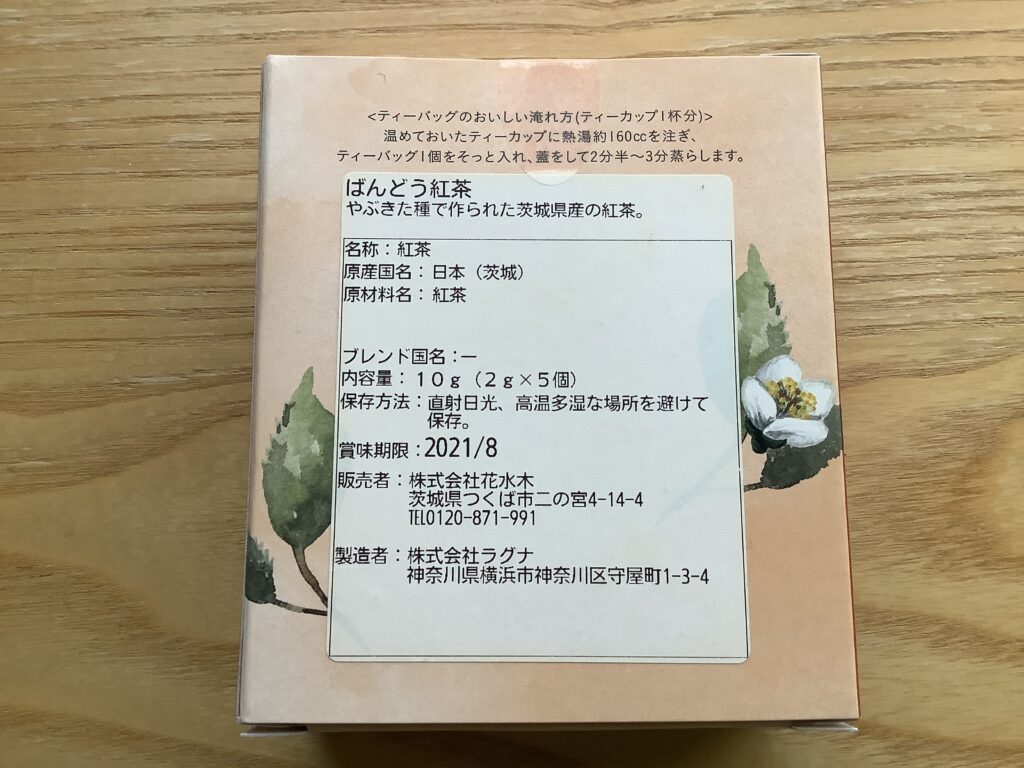 <ティーバッグのおいしい淹れ方(ティーカップ1杯分)>
温めておいたティーカップに熱湯約160ccを注ぎ、
ティーバッグ1個をそっと入れ、蓋をして2分半〜3分蒸らします。
ばんどう紅茶
やぶきた種で作られた茨城県産の紅茶。
名称：紅茶
原産国名：日本（茨城）
原材料名：紅茶
ブレンド国名：ー
内容量：１０ｇ（２ｇ×５個）
保存方法：直射日光、高温多湿な場所を避けて
保存。
賞味期限：2021/8
販売者：株式会社花水木
茨城県つくば市二の宮4-14-4
TEL0120-871-991
製造者：株式会社ラグナ
神奈川県横浜市神奈川区守屋町1-3-4